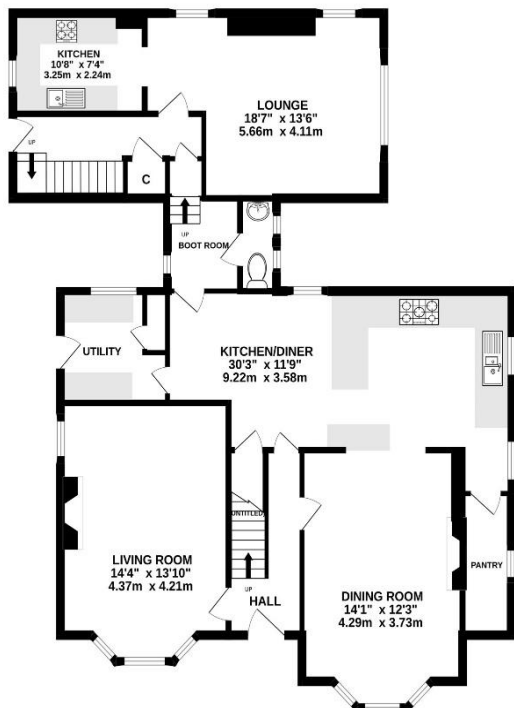 KITCHEN
10'8" x 7'4"
3.25m x 2.24m
LOUNGE
18'7" x 13'6"
5.66m x 4.11m
UP
C
UP
BOOT ROOM
UTILITY
KITCHEN/DINER
30'3" x 11'9"
9.22m x 3.58m
UNTITLED
LIVING ROOM
14'4" x 13'10"
4.37m x 4.21m
UP
HALL
DINING ROOM
14'1" x 12'3"
4.29m x 3.73m
PANTRY